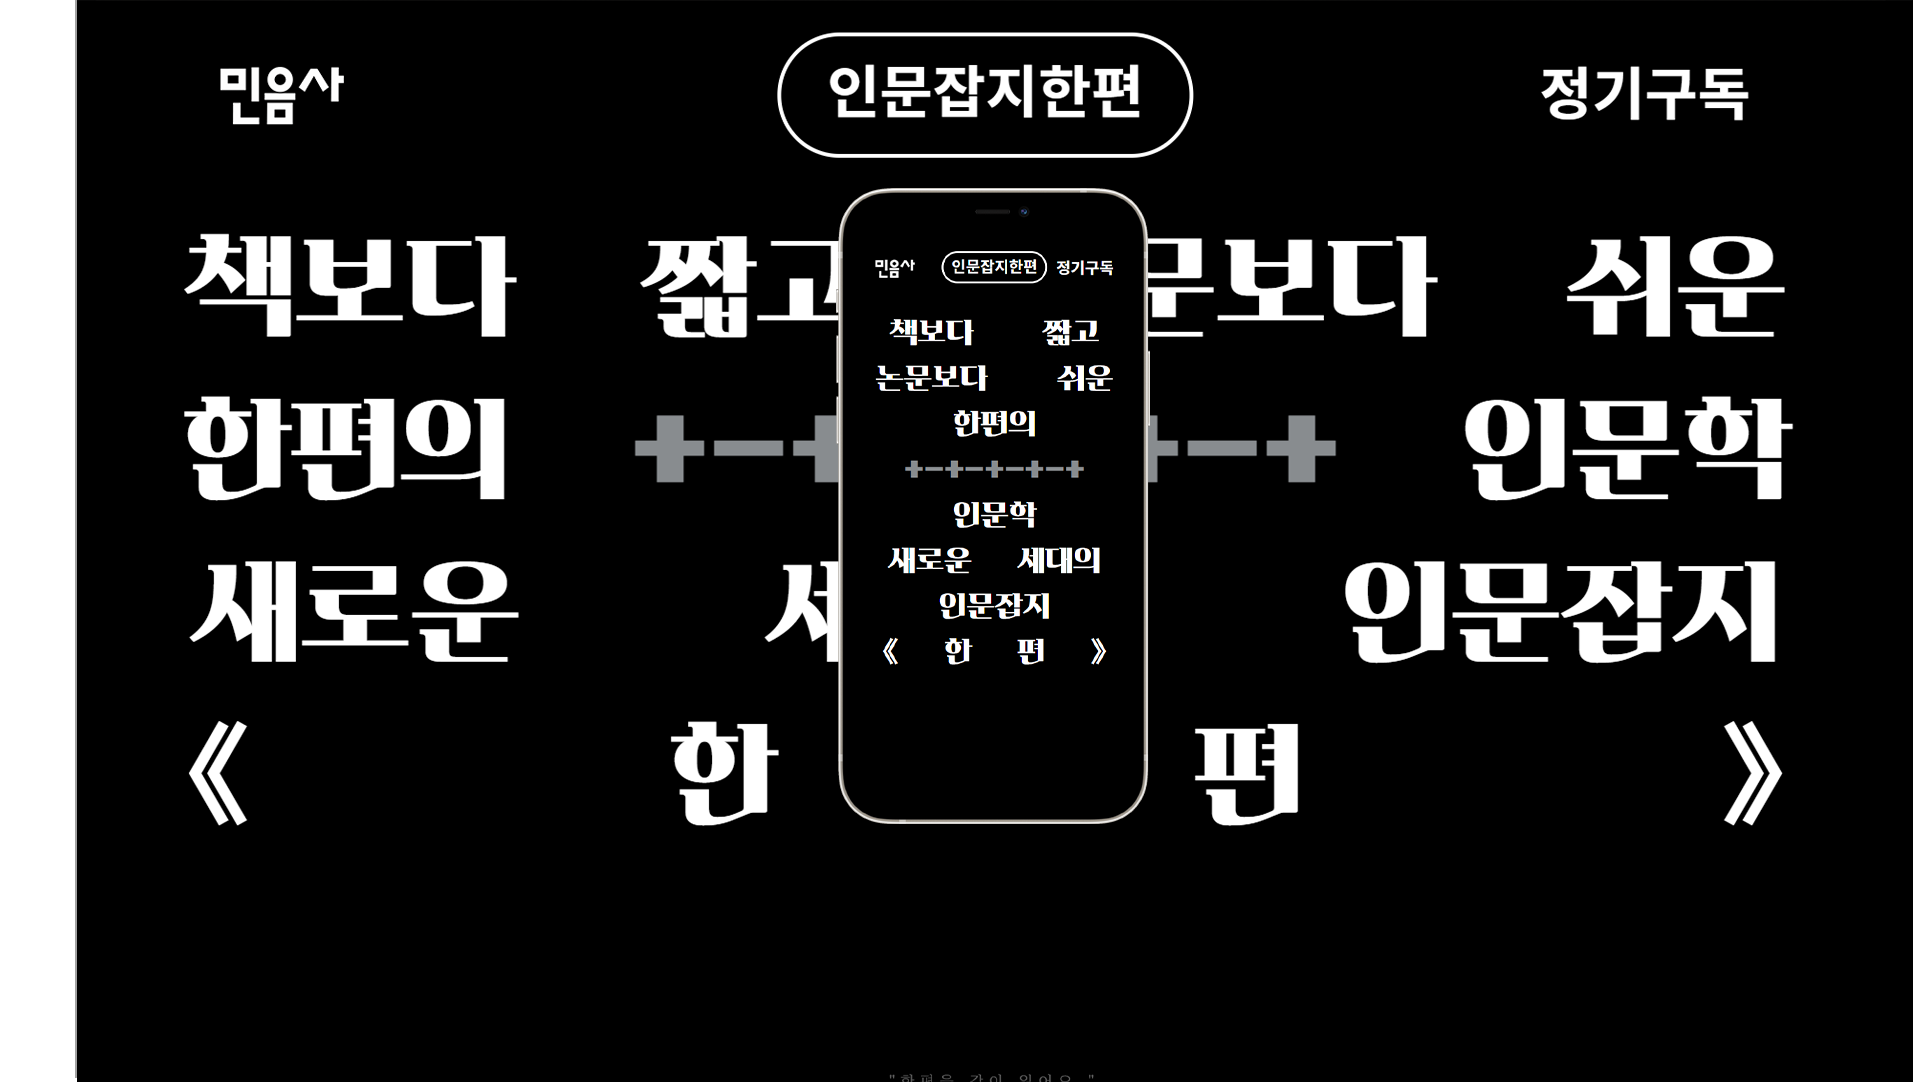 민음사 인문잡지한편 정기구독
책보다 짧고 문보다 쉬운
한편의 +−+ −+ 인문학
새로운 세 인문잡지
《 한 편 》
민음사 인문잡지한편 정기구독
책보다 짧고
논문보다 쉬운
한편의
+−+−+−+−+
인문학
새로운 세대의
인문잡지
《 한 편 》
"한편을 같이 읽어요."